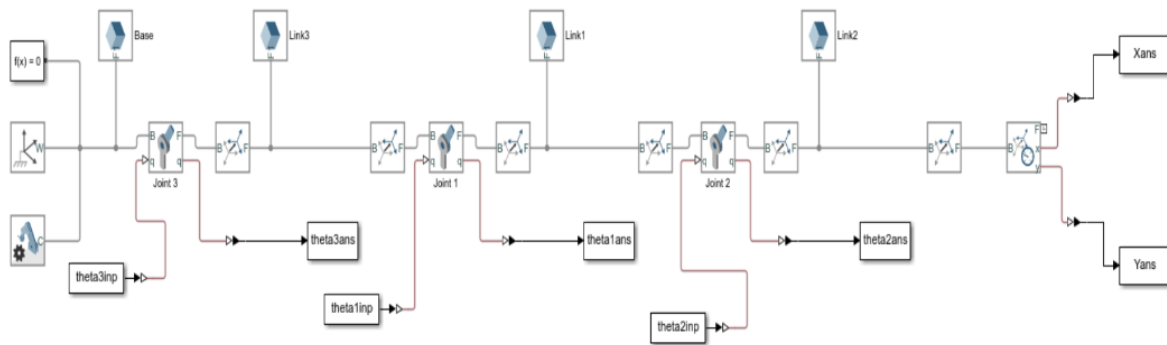 Base
Link3
Link1
Link2
f(x) = 0
Xans
W
B
F
B
F
B
F
B
F
B
F
B
F
B
F
B
F
B
F
B
F
x
y
q
q
q
q
q
q
Joint 3
Joint 1
Joint 2
C
theta3ans
theta1ans
theta2ans
Yans
theta3inp
theta1inp
theta2inp